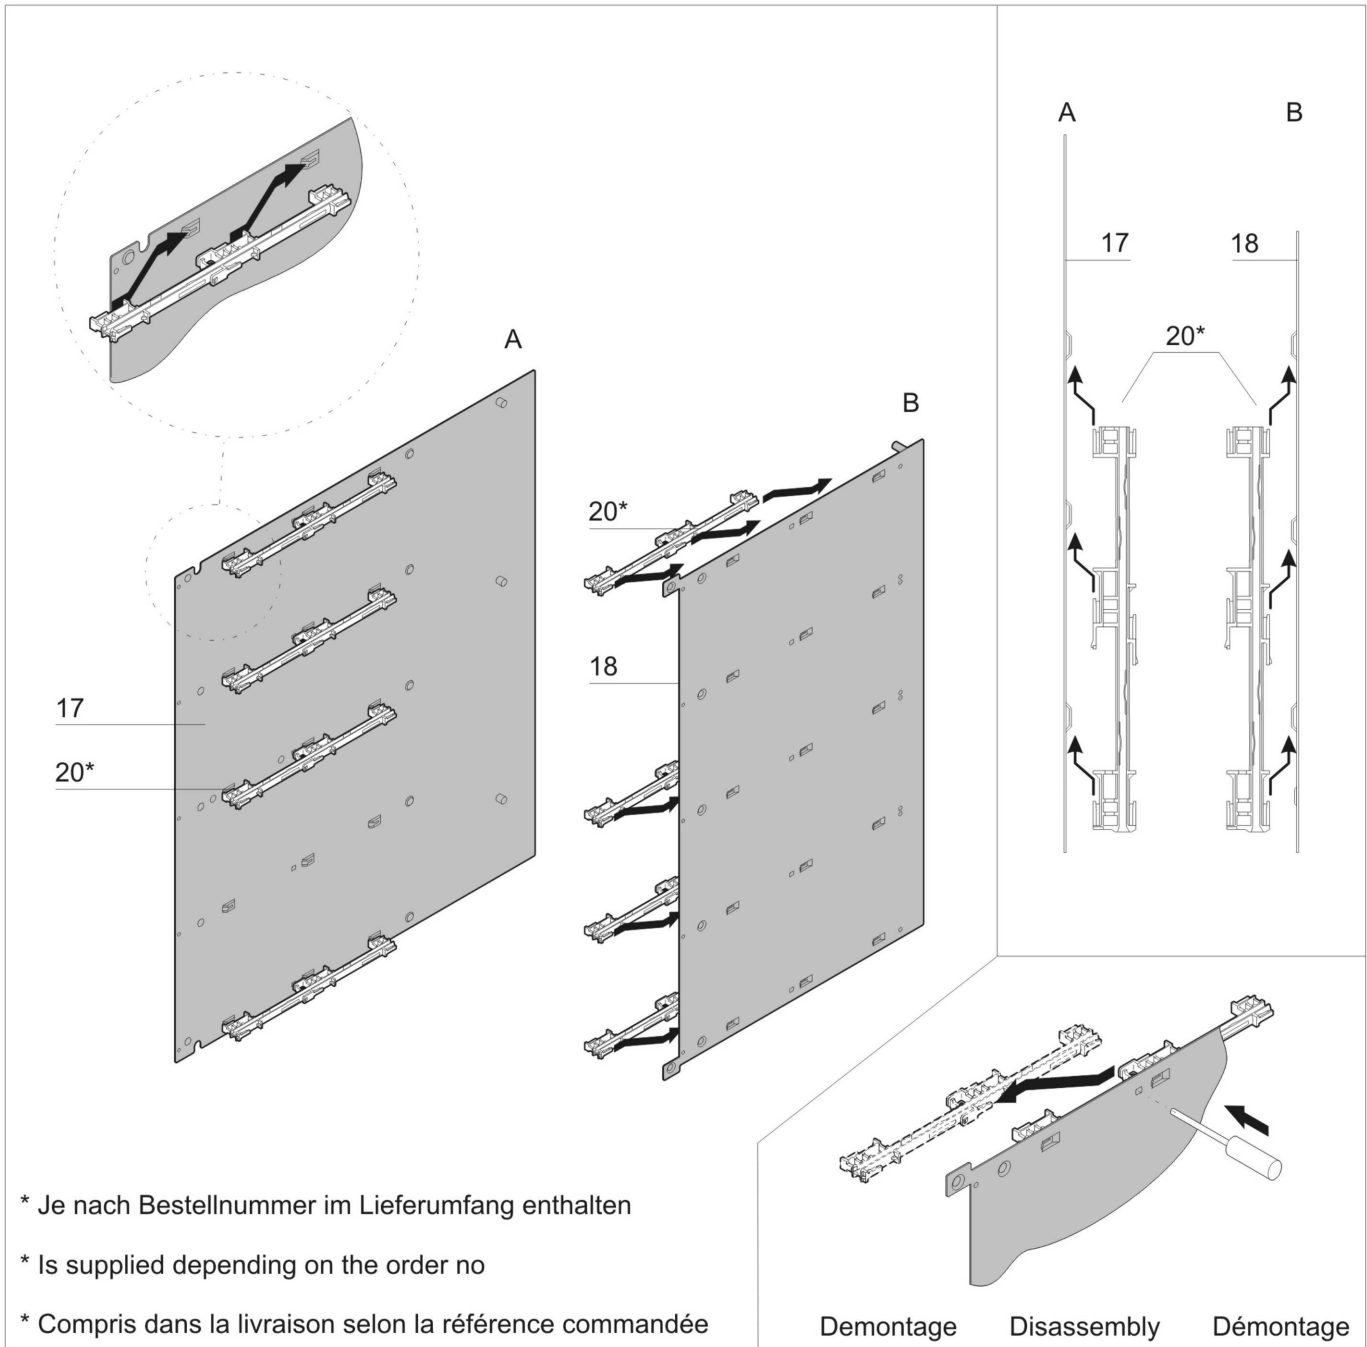 A
B
17
18
20*
A
B
20*
18
17
20*
* Je nach Bestellnummer im Lieferumfang enthalten
* Is supplied depending on the order no
* Compris dans la livraison selon la référence commandée
Demontage Disassembly Démontage